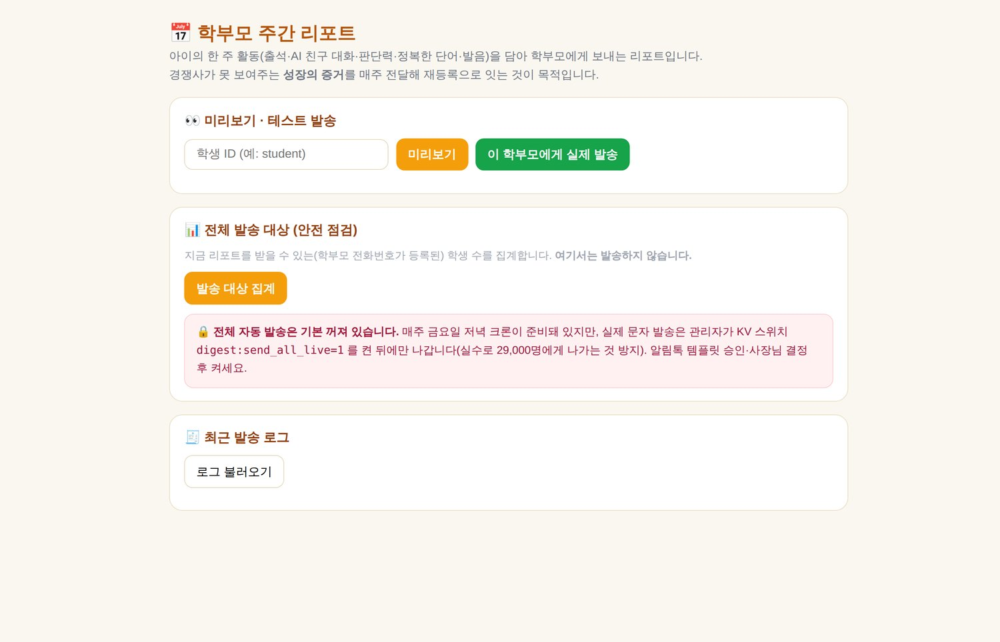 학부모 주간 리포트
아이의 한 주 활동(출석·AI 친구 대화·판단력·정복한 단어·발음)을 담아 학부모에게 보내는 리포트입니다.
경쟁사가 못 보여주는 성장의 증거를 매주 전달해 재등록으로 잇는 것이 목적입니다.
미리보기 · 테스트 발송
학생 ID (예: student)
미리보기
이 학부모에게 실제 발송
전체 발송 대상 (안전 점검)
지금 리포트를 받을 수 있는(학부모 전화번호가 등록된) 학생 수를 집계합니다. 여기서는 발송하지 않습니다.
발송 대상 집계
전체 자동 발송은 기본 꺼져 있습니다. 매주 금요일 저녁 크론이 준비돼 있지만, 실제 문자 발송은 관리자가 KV 스위치
digest:send_all_live=1 를 켠 뒤에만 나갑니다(실수로 29,000명에게 나가는 것 방지). 알림톡 템플릿 승인·사장님 결정
후 켜세요.
최근 발송 로그
로그 불러오기